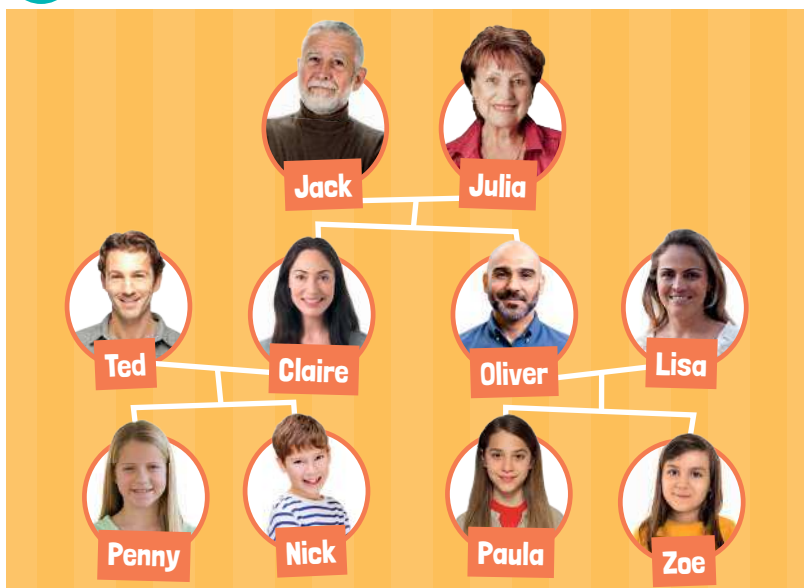 Jack
Julia
Ted
Claire
Oliver
Lisa
Penny
Nick
Paula
Zoe